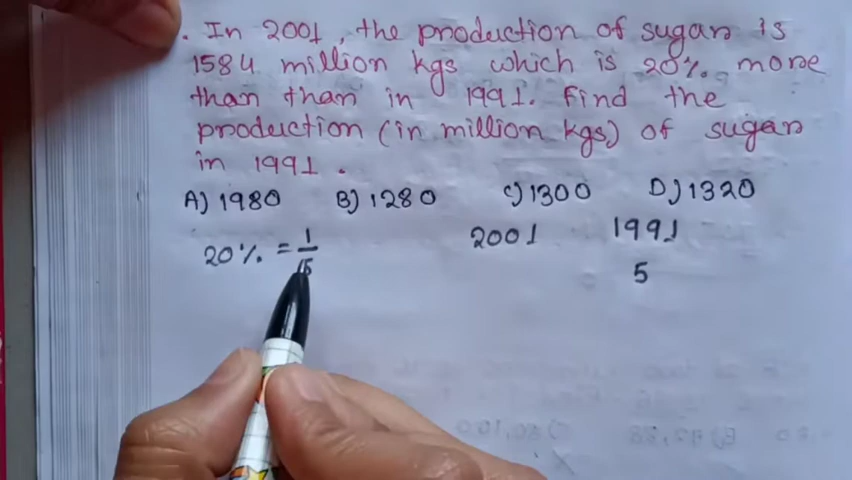 . In 2001, the production of sugar is
1584 million kgs which is 20% more
than than in 1991. Find the
production (in million kgs) of sugar
in 1991.
A) 1980 B) 1280 C) 1300 D) 1320
20% = 1/5 2001 1991
5